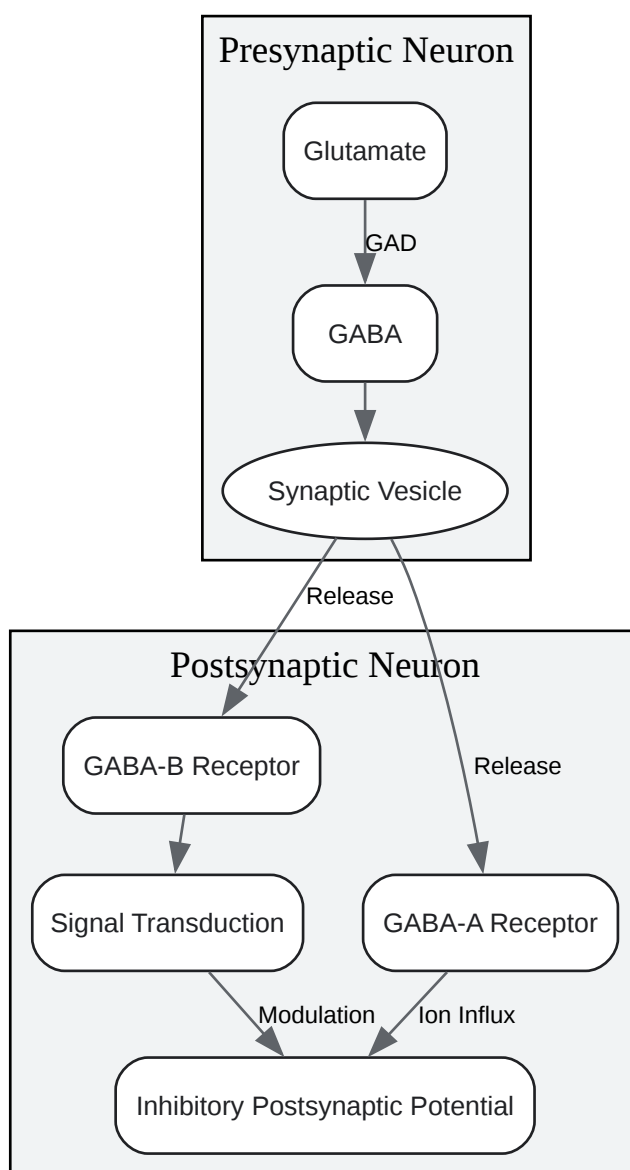 Presynaptic Neuron
Glutamate
GAD
GABA
Synaptic Vesicle
Release
Postsynaptic Neuron
GABA-B Receptor
Release
Signal Transduction
GABA-A Receptor
Modulation
Ion Influx
Inhibitory Postsynaptic Potential